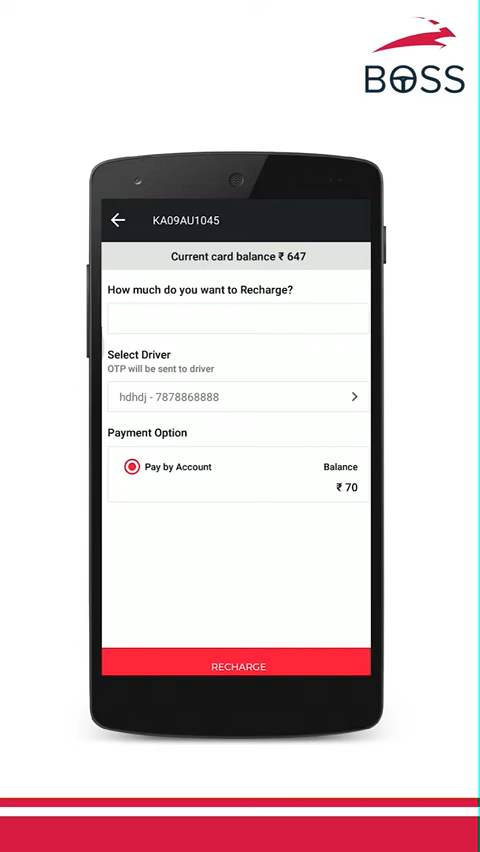 BOSS
KA09AU1045
Current card balance ₹ 647
How much do you want to Recharge?
Select Driver
OTP will be sent to driver
hdhdj - 7878868888
Payment Option
Pay by Account
Balance
₹ 70
RECHARGE